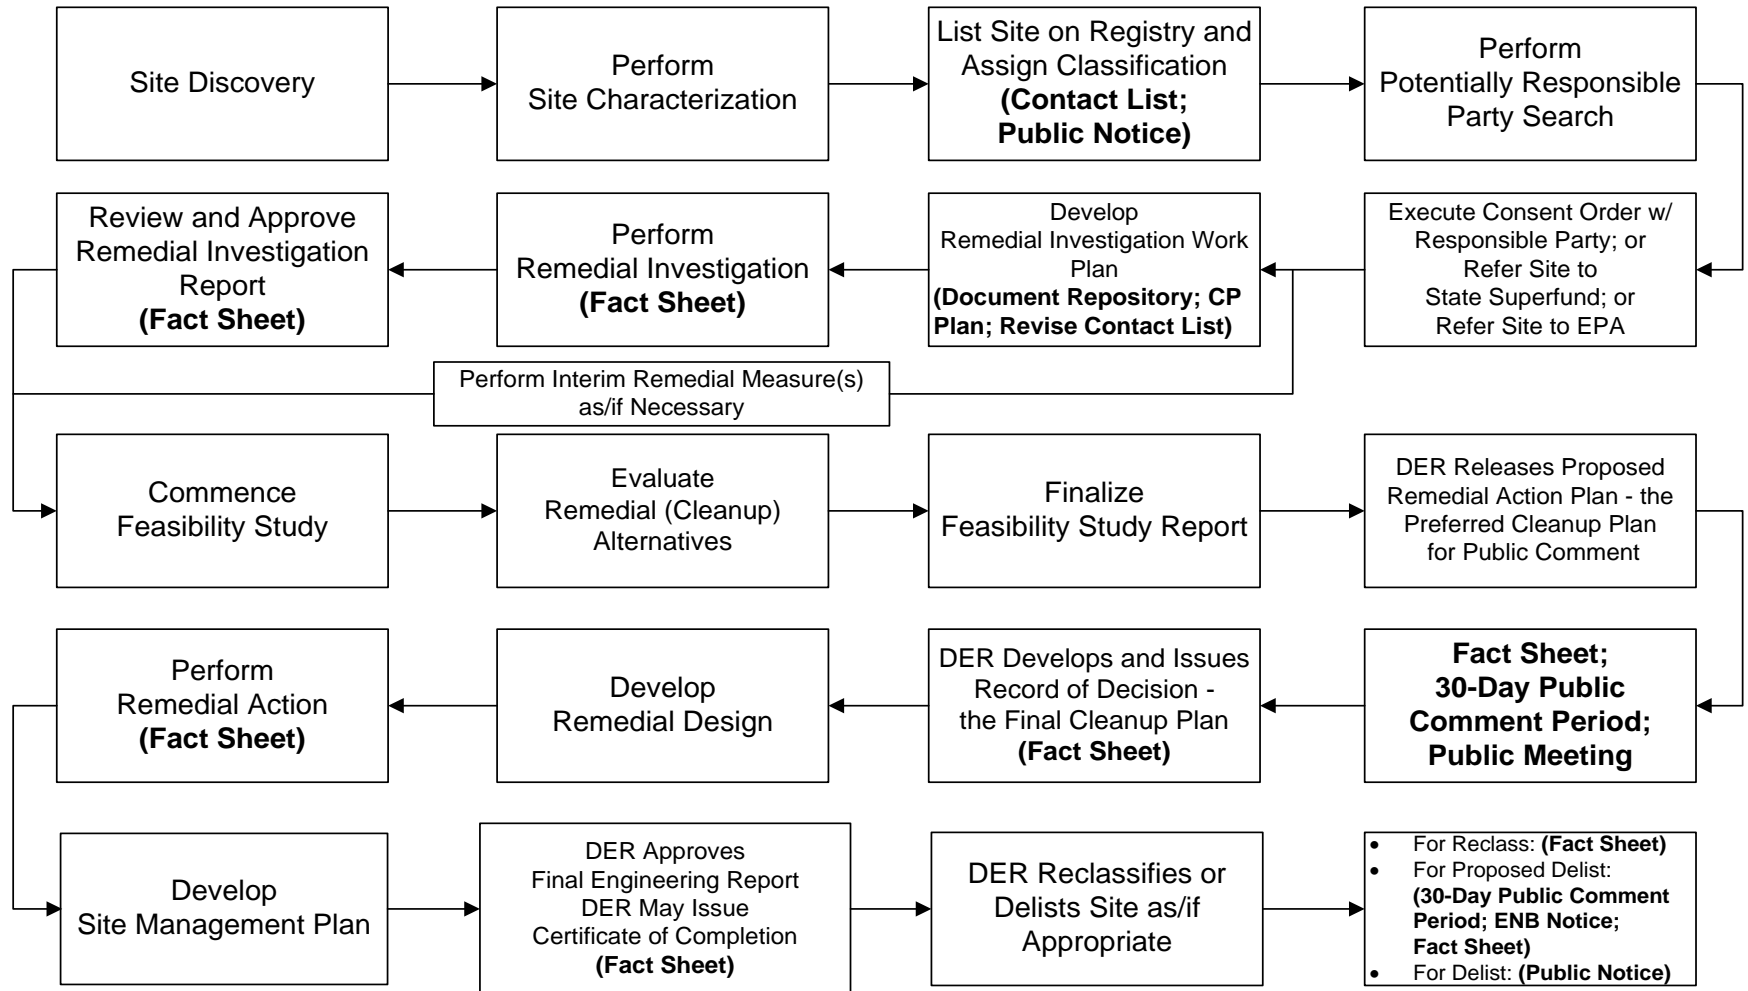 Site Discovery
Perform
Site Characterization
List Site on Registry and
Assign Classification
(Contact List;
Public Notice)
Perform
Potentially Responsible
Party Search
Execute Consent Order w/
Responsible Party; or
Refer Site to
State Superfund; or
Refer Site to EPA
Develop
Remedial Investigation Work
Plan
(Document Repository; CP
Plan; Revise Contact List)
Perform
Remedial Investigation
(Fact Sheet)
Review and Approve
Remedial Investigation
Report
(Fact Sheet)
Perform Interim Remedial Measure(s)
as/if Necessary
Commence
Feasibility Study
Evaluate
Remedial (Cleanup)
Alternatives
Finalize
Feasibility Study Report
DER Releases Proposed
Remedial Action Plan - the
Preferred Cleanup Plan
for Public Comment
Fact Sheet;
30-Day Public
Comment Period;
Public Meeting
DER Develops and Issues
Record of Decision -
the Final Cleanup Plan
(Fact Sheet)
Develop
Remedial Design
Perform
Remedial Action
(Fact Sheet)
Develop
Site Management Plan
DER Approves
Final Engineering Report
DER May Issue
Certificate of Completion
(Fact Sheet)
DER Reclassifies or
Delists Site as/if
Appropriate
• For Reclass: (Fact Sheet)
• For Proposed Delist:
(30-Day Public Comment
Period; ENB Notice;
Fact Sheet)
• For Delist: (Public Notice)